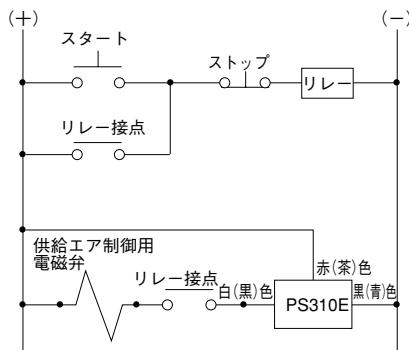 (+)
(−)
スタート
ストップ
リレー
リレー接点
供給エア制御用
電磁弁
リレー接点
赤(茶)色
白(黒)色
PS310E
黒(青)色